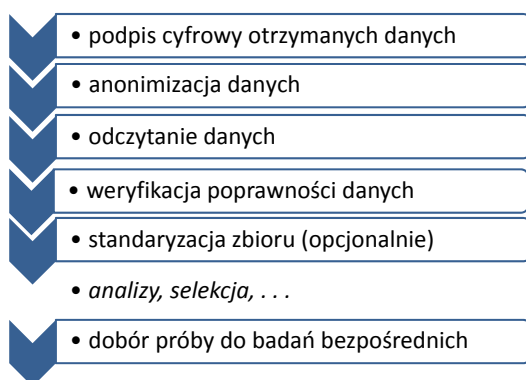 • podpis cyfrowy otrzymanych danych
• anonimizacja danych
• odczytanie danych
• weryfikacja poprawności danych
• standaryzacja zbioru (opcjonalnie)
• analizy, selekcja, . . .
• dobór próby do badań bezpośrednich